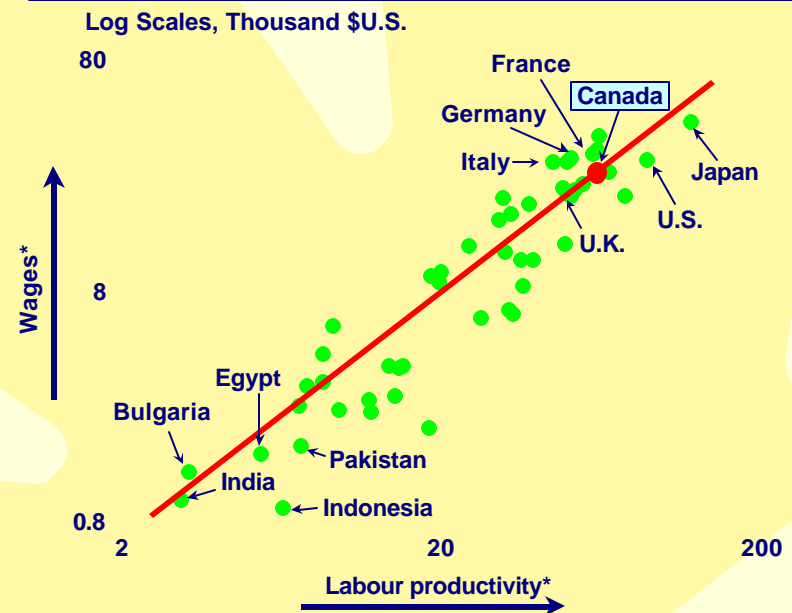 Log Scales, Thousand $U.S.
80
France
Canada
Germany
Italy
Japan
U.S.
U.K.
Wages*
8
Egypt
Bulgaria
Pakistan
India
Indonesia
0.8
2
20
200
Labour productivity*